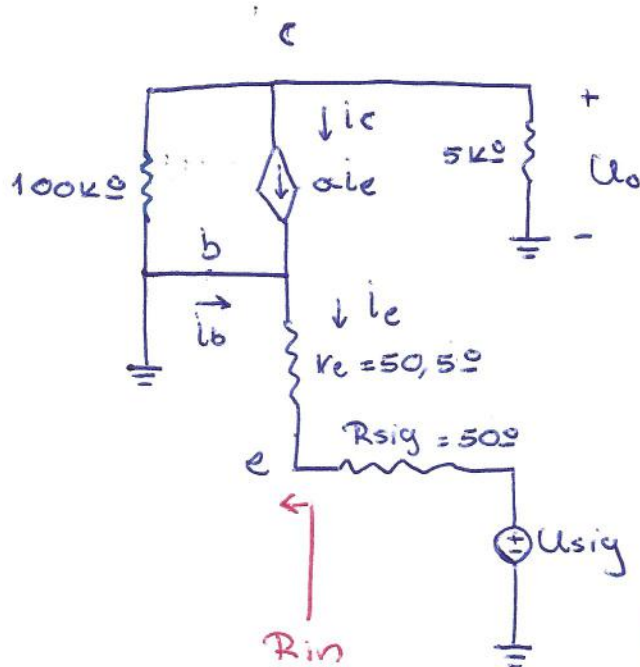 c
ic
100kΩ
αie
5kΩ
+
Uo
-
b
ib
ie
re = 50,5Ω
Rsig = 50Ω
e
+
-
Usig
Rin